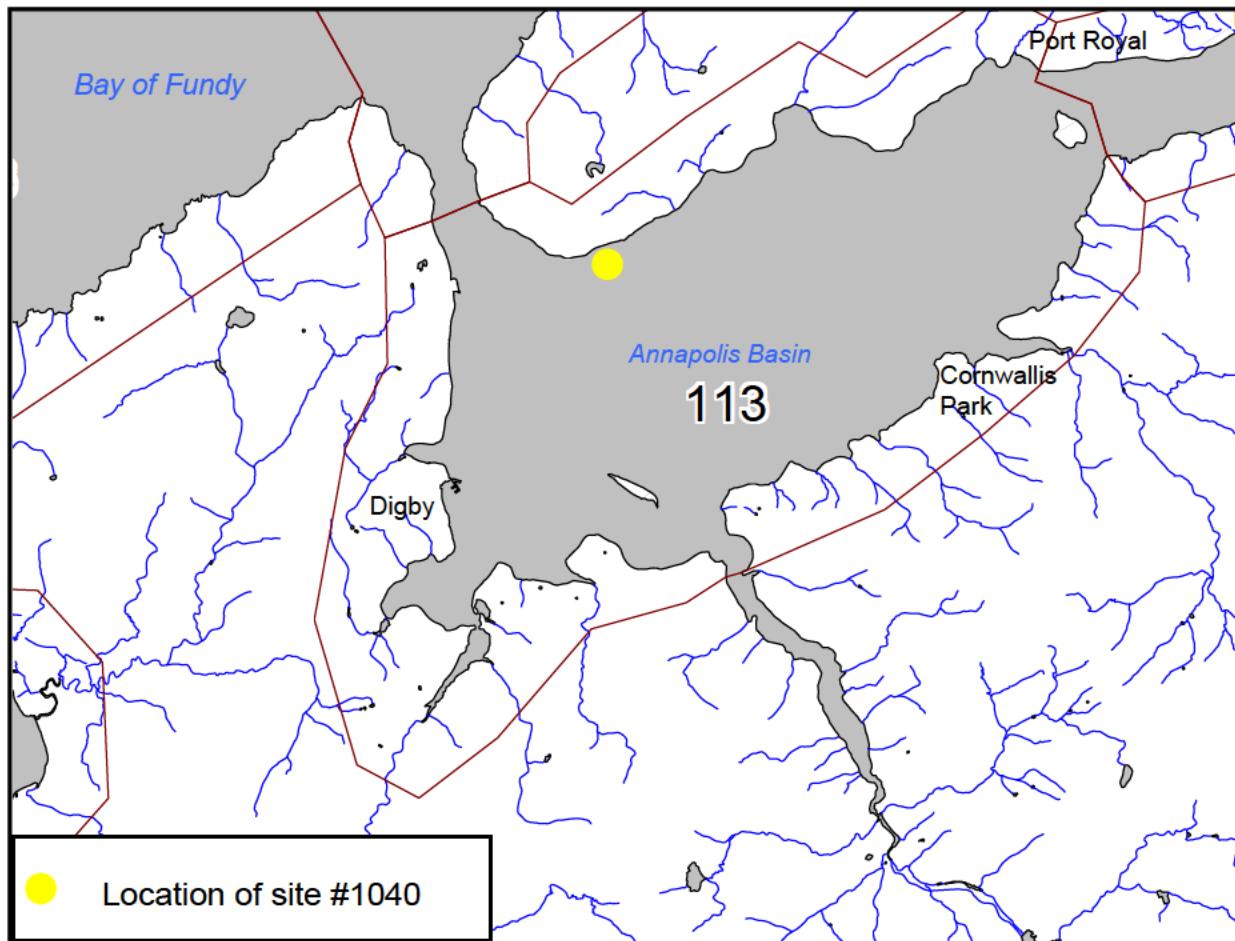 Port Royal
Bay of Fundy
Annapolis Basin
113
Cornwallis
Park
Digby
Location of site #1040